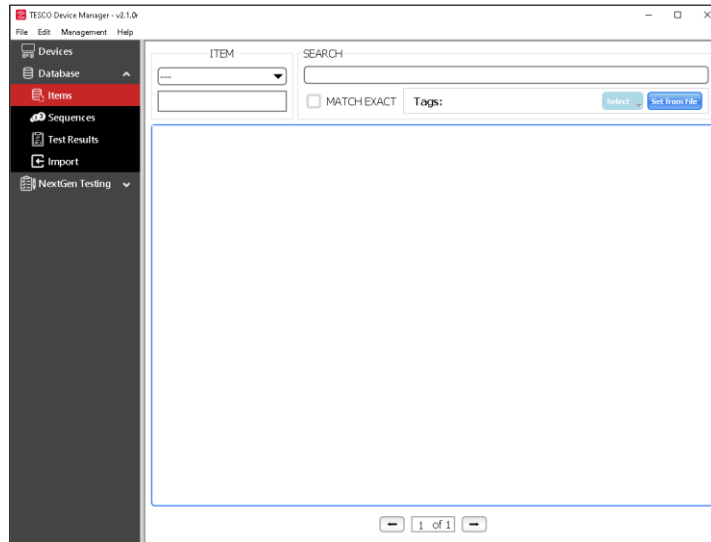 TESCO Device Manager - v2.1.0r
File Edit Management Help
Devices
Database
Items
Sequences
Test Results
Import
NextGen Testing
ITEM
---
SEARCH
MATCH EXACT
Tags:
Select
Set from File
1 of 1